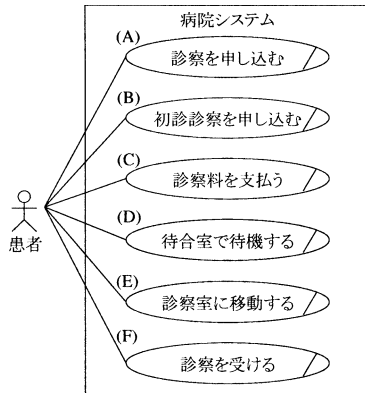 病院システム
(A)
診察を申し込む
(B)
初診診察を申し込む
(C)
診察料を支払う
(D)
待合室で待機する
(E)
診察室に移動する
(F)
診察を受ける
患者